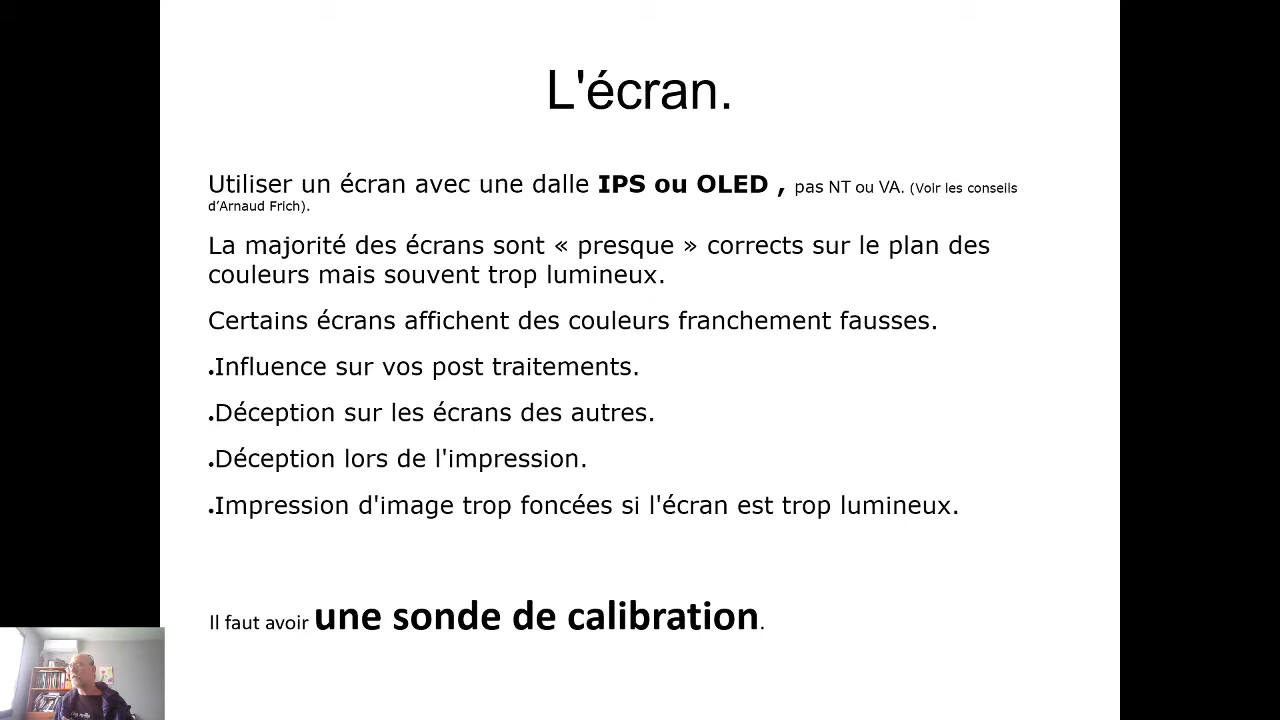 L'écran.
Utiliser un écran avec une dalle IPS ou OLED , pas NT ou VA. (Voir les conseils
d’Arnaud Frich).
La majorité des écrans sont « presque » corrects sur le plan des
couleurs mais souvent trop lumineux.
Certains écrans affichent des couleurs franchement fausses.
•Influence sur vos post traitements.
•Déception sur les écrans des autres.
•Déception lors de l'impression.
•Impression d'image trop foncées si l'écran est trop lumineux.
Il faut avoir une sonde de calibration.